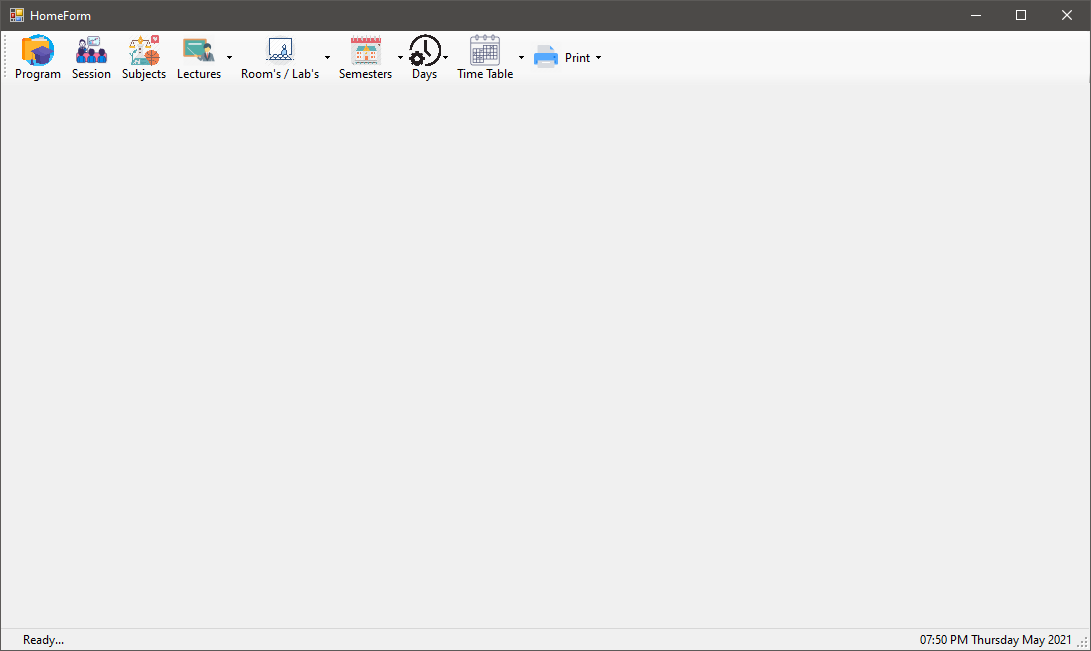 HomeForm
Program Session Subjects Lectures Room's / Lab's Semesters Days Time Table Print
Ready... 07:50 PM Thursday May 2021